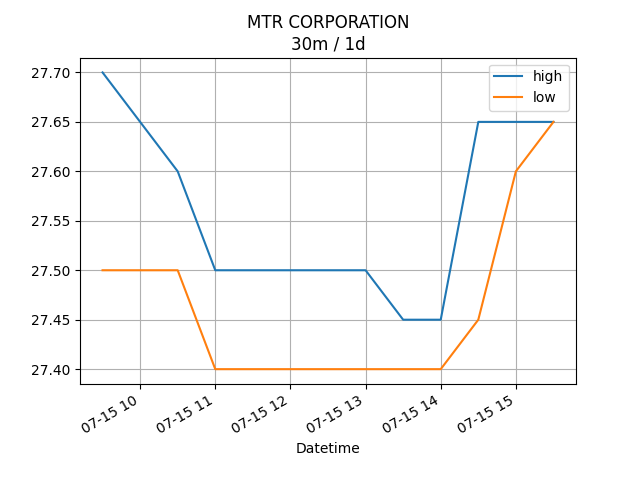 MTR CORPORATION
30m / 1d
high
low
27.70
27.65
27.60
27.55
27.50
27.45
27.40
07-15 10
07-15 11
07-15 12
07-15 13
07-15 14
07-15 15
Datetime